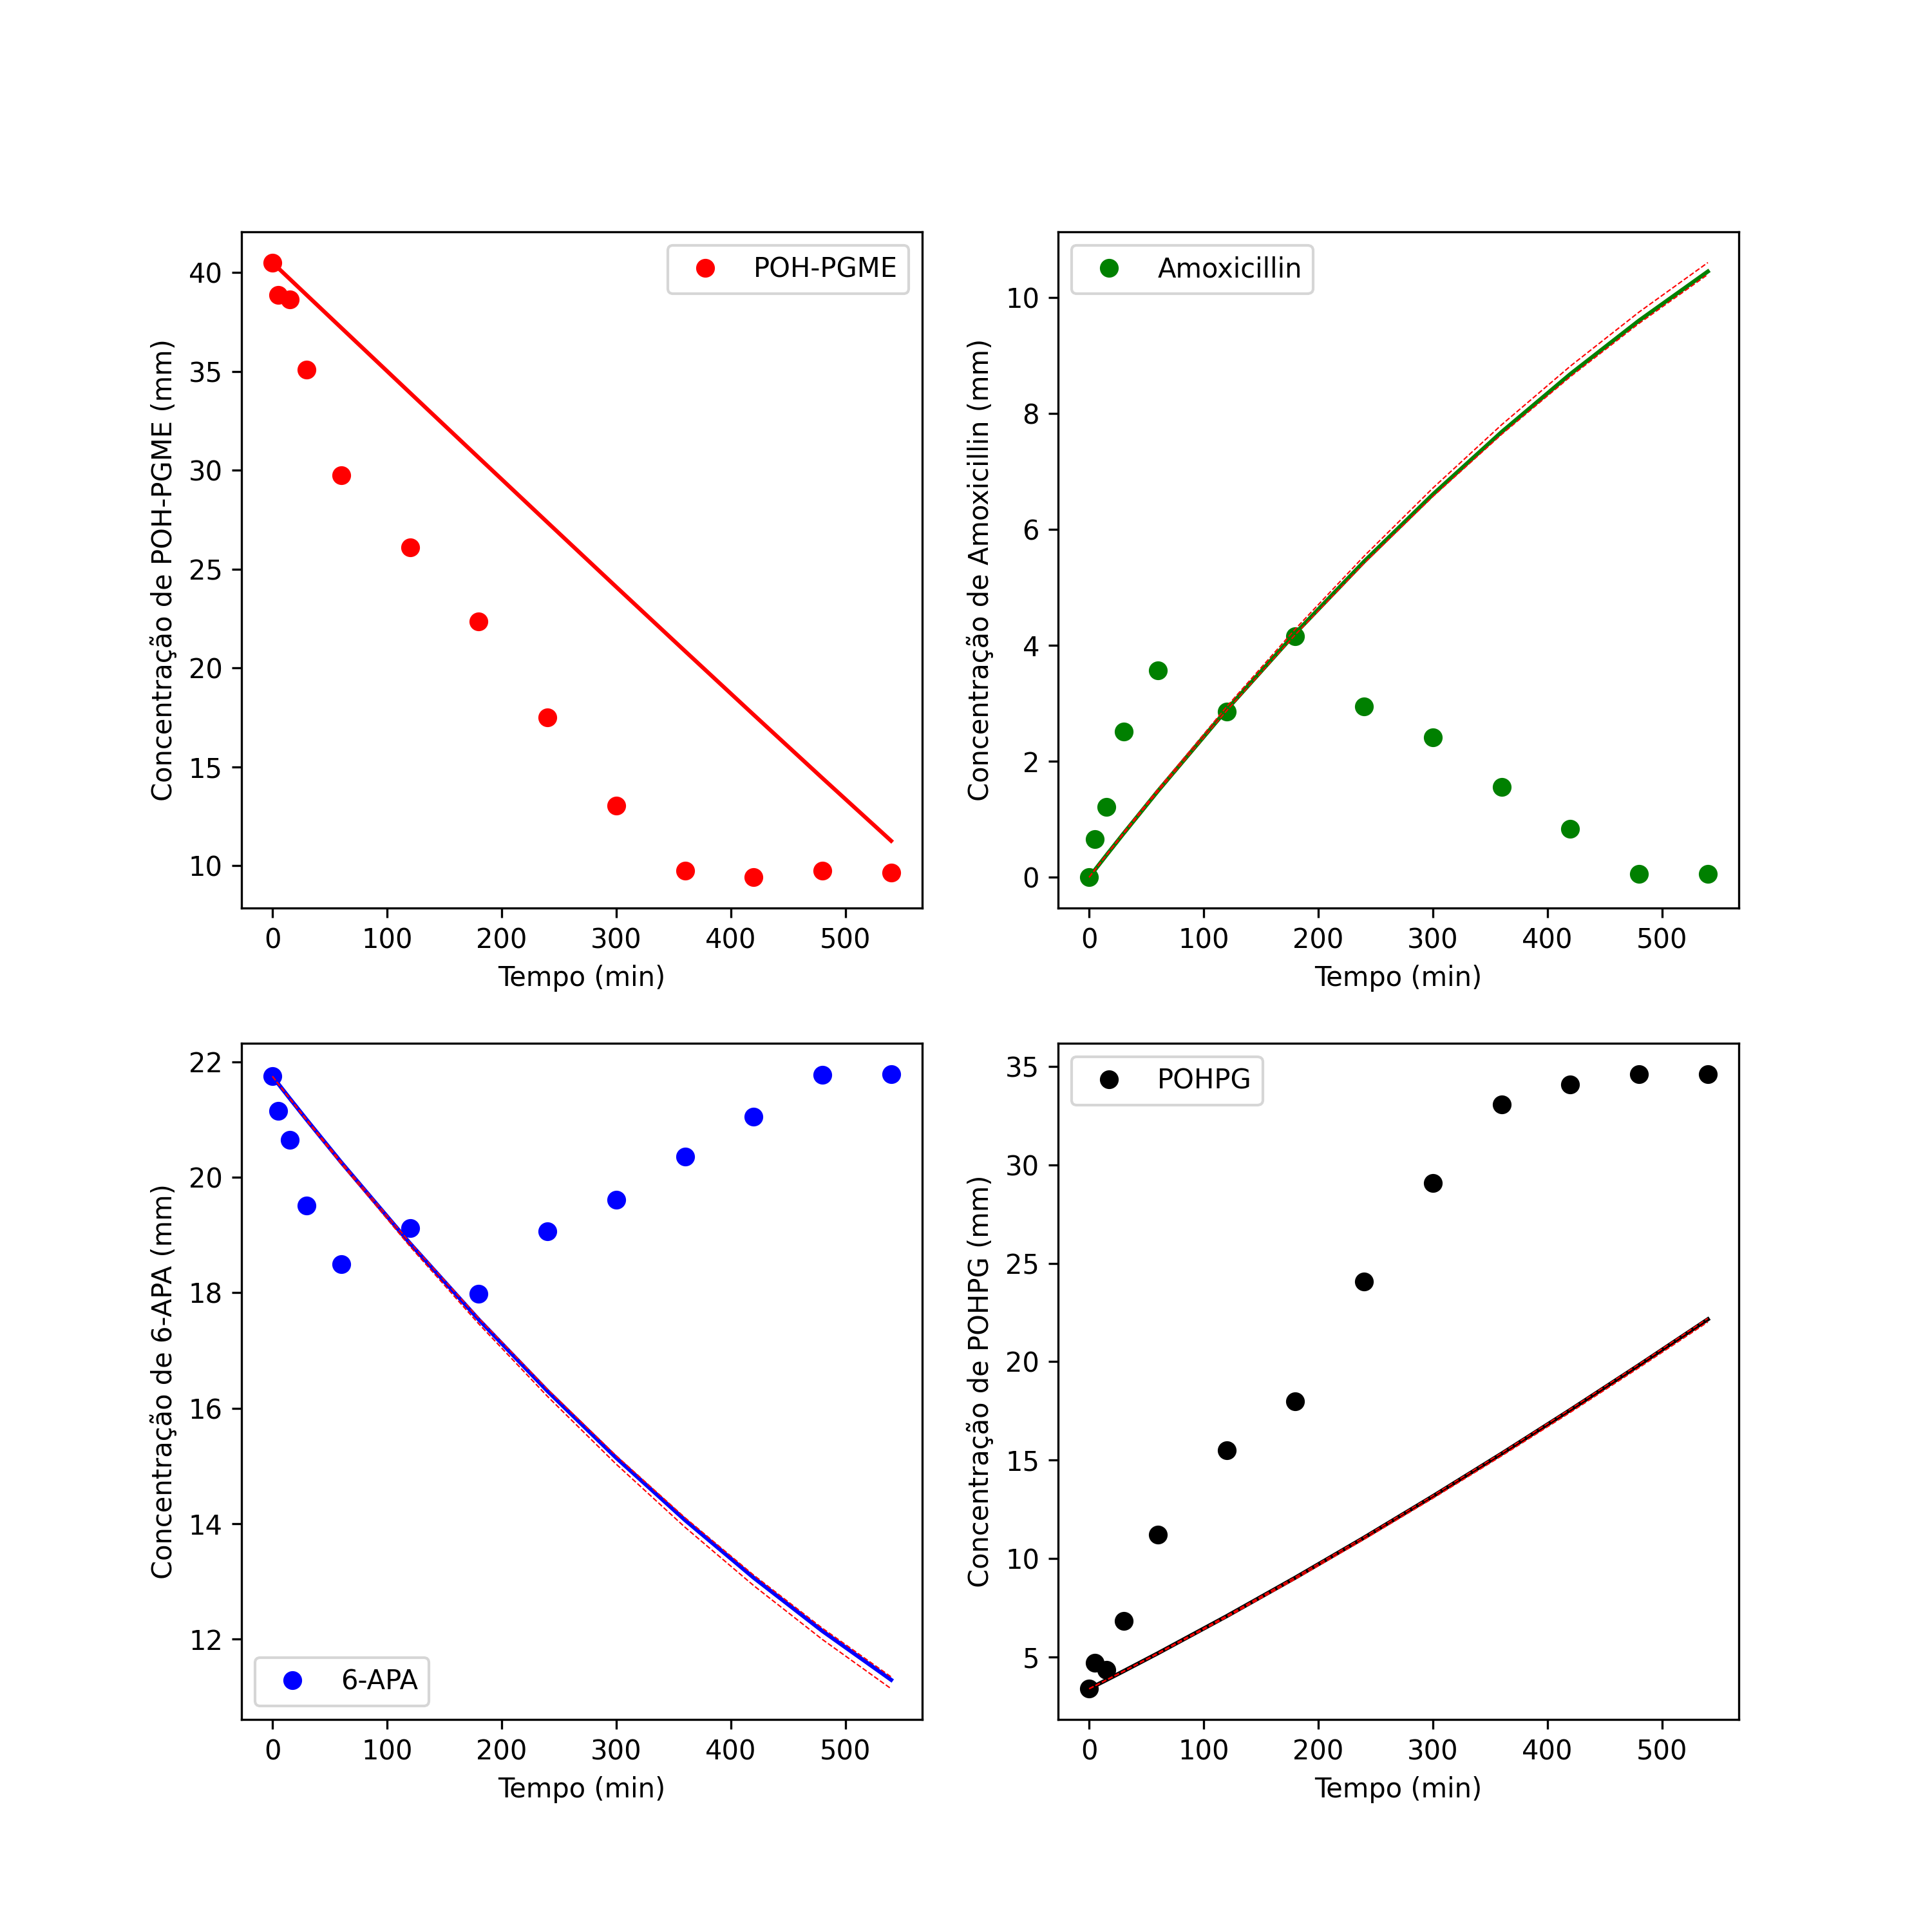 POH-PGME
40
35
30
25
20
15
10
Concentração de POH-PGME (mm)
0 100 200 300 400 500
Tempo (min)
Amoxicillin
10
8
6
4
2
0
Concentração de Amoxicillin (mm)
0 100 200 300 400 500
Tempo (min)
22
20
18
16
14
12
Concentração de 6-APA (mm)
6-APA
0 100 200 300 400 500
Tempo (min)
POHPG
35
30
25
20
15
10
5
Concentração de POHPG (mm)
0 100 200 300 400 500
Tempo (min)